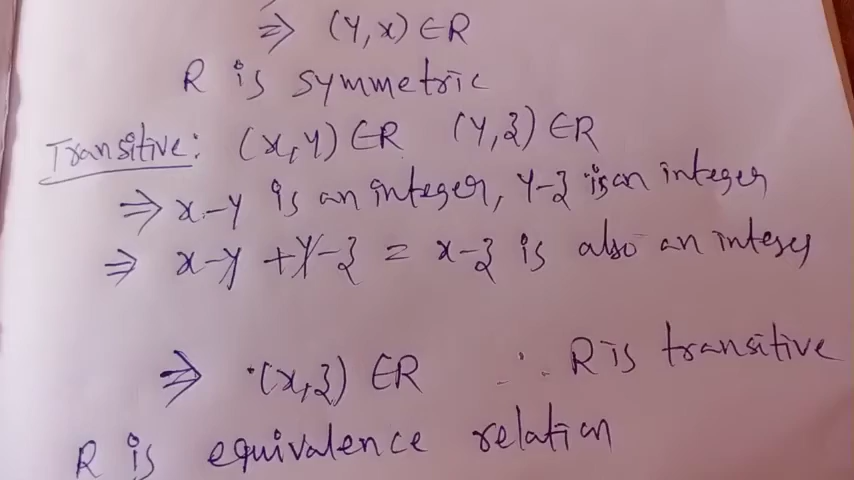 ⇒ (y, x) ∈ R
R is symmetric
Transitive: (x, y) ∈ R (y, z) ∈ R
⇒ x - y is an integer, y - z is an integer
⇒ x - y + y - z = x - z is also an integer
⇒ (x, z) ∈ R ∴ R is transitive
R is equivalence relation